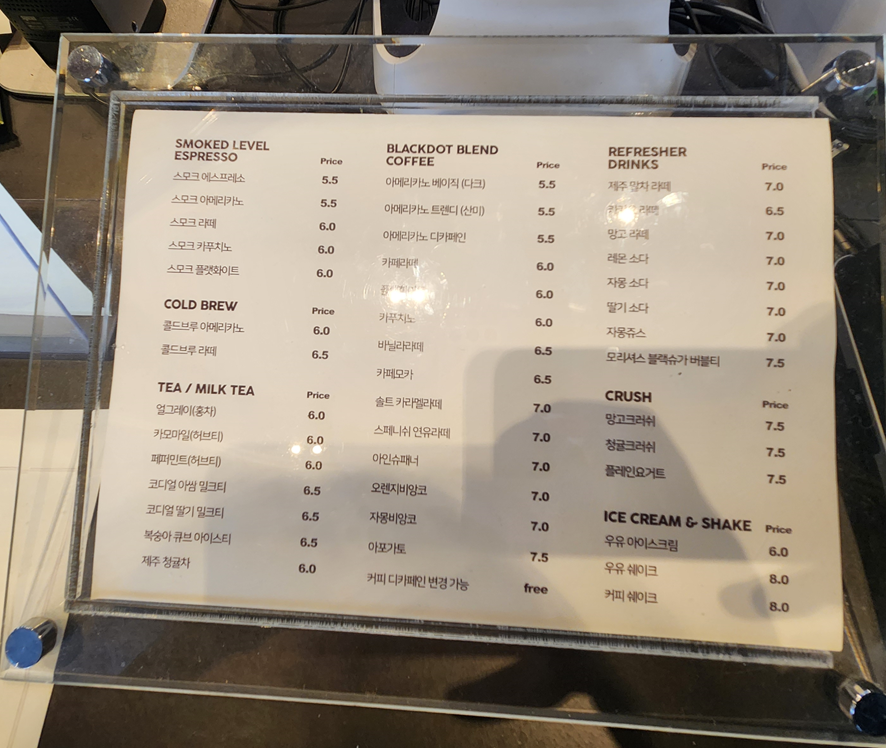 SMOKED LEVEL
ESPRESSO
Price
스모크 에스프레소 5.5
스모크 아메리카노 5.5
스모크 라떼 6.0
스모크 카푸치노 6.0
스모크 플랫화이트 6.0
COLD BREW
Price
콜드브루 아메리카노 6.0
콜드브루 라떼 6.5
TEA / MILK TEA
Price
얼그레이(홍차) 6.0
카모마일(허브티) 6.0
페퍼민트(허브티) 6.0
코디얼 아쌈 밀크티 6.5
코디얼 딸기 밀크티 6.5
복숭아 큐브 아이스티 6.5
제주 청귤차 6.0
BLACKDOT BLEND
COFFEE
Price
아메리카노 베이직 (다크) 5.5
아메리카노 트렌디 (산미) 5.5
아메리카노 디카페인 5.5
카페라떼 6.0
6.0
카푸치노 6.0
바닐라라떼 6.5
카페모카 6.5
솔트 카라멜라떼 7.0
스페니쉬 연유라떼 7.0
아인슈패너 7.0
오렌지비앙코 7.0
자몽비앙코 7.0
아포가토 7.5
커피 디카페인 변경 가능 free
REFRESHER
DRINKS
Price
제주 말차 라떼 7.0
라떼 6.5
망고 라떼 7.0
레몬 소다 7.0
자몽 소다 7.0
딸기 소다 7.0
자몽쥬스 7.0
모리셔스 블랙슈가 버블티 7.5
CRUSH
Price
망고크러쉬 7.5
청귤크러쉬 7.5
플레인요거트 7.5
ICE CREAM & SHAKE
Price
우유 아이스크림 6.0
우유 쉐이크 8.0
커피 쉐이크 8.0